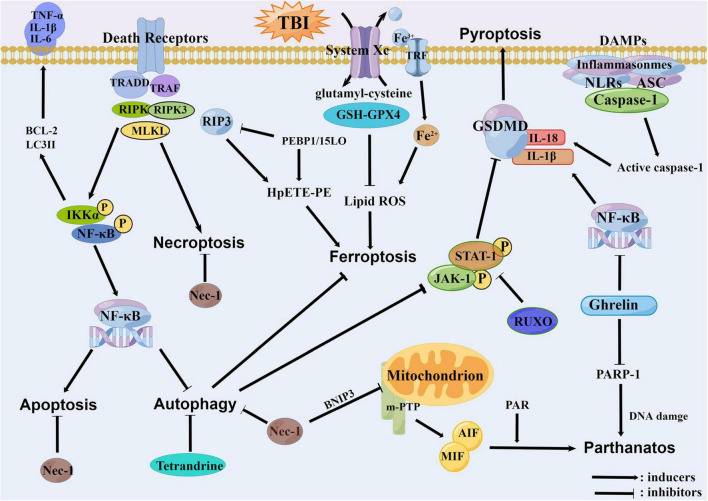 TNF-α
IL-1β
IL-6
Death Receptors
TBI
System Xc
Fe³⁺
TRF
Pyroptosis
DAMPs
Inflammasonmes
NLRs ASC
Caspase-1
TRADD
TRAF
RIPK
RIPK3
MLKL
RIP3
glutamyl-cysteine
GSH-GPX4
Fe²⁺
GSDMD
IL-18
IL-1β
Active caspase-1
BCL-2
LC3II
PEBP1/15LO
HpETE-PE
Lipid ROS
IKKα
P
NF-κB
P
Necroptosis
Ferroptosis
STAT-1
P
JAK-1
P
NF-κB
Nec-1
NF-κB
RUXO
Ghrelin
PARP-1
Mitochondrion
m-PTP
BNIP3
Apoptosis
Autophagy
Nec-1
PAR
DNA damge
AIF
MIF
Parthanatos
Nec-1
Tetrandrine
: inducers
: inhibitors